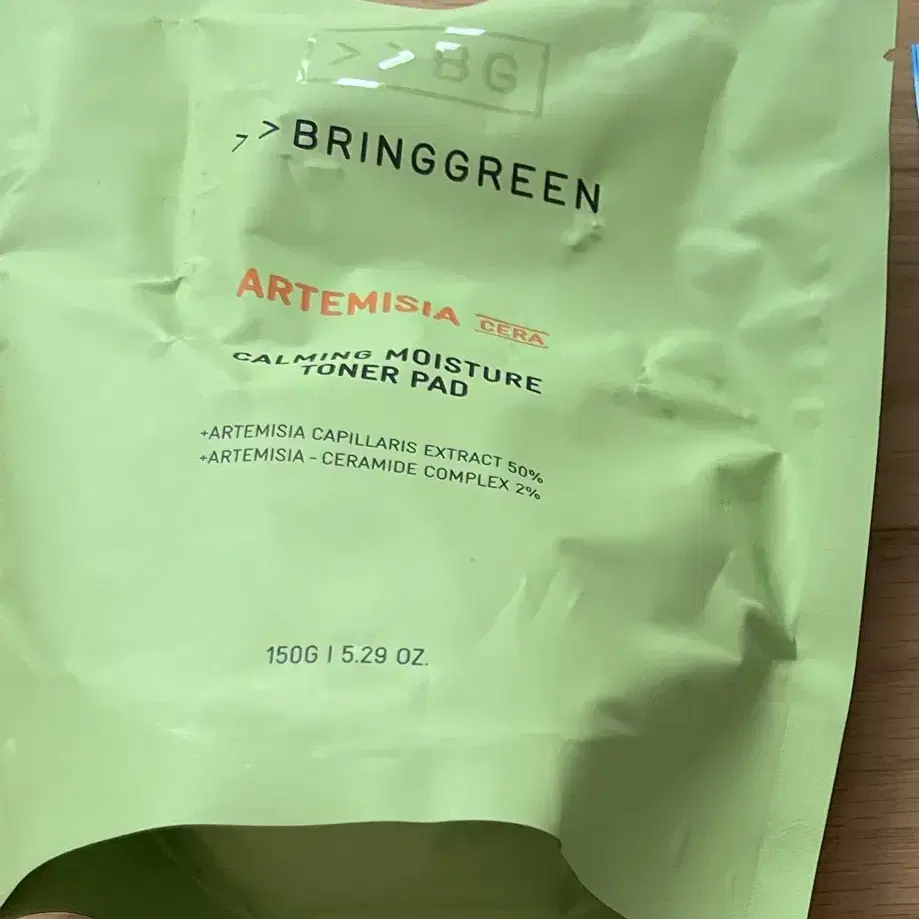 >>BG
>>BRINGGREEN
ARTEMISIA CERA
CALMING MOISTURE
TONER PAD
+ARTEMISIA CAPILLARIS EXTRACT 50%
+ARTEMISIA - CERAMIDE COMPLEX 2%
150G | 5.29 OZ.